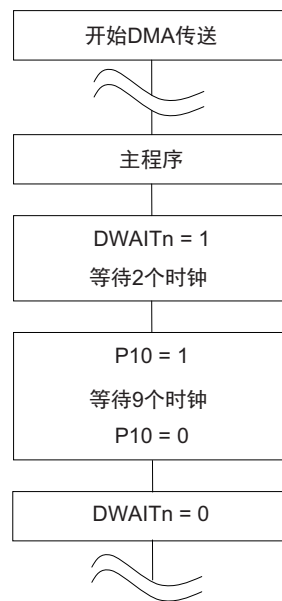 开始DMA传送
主程序
DWAITn = 1
等待2个时钟
P10 = 1
等待9个时钟
P10 = 0
DWAITn = 0